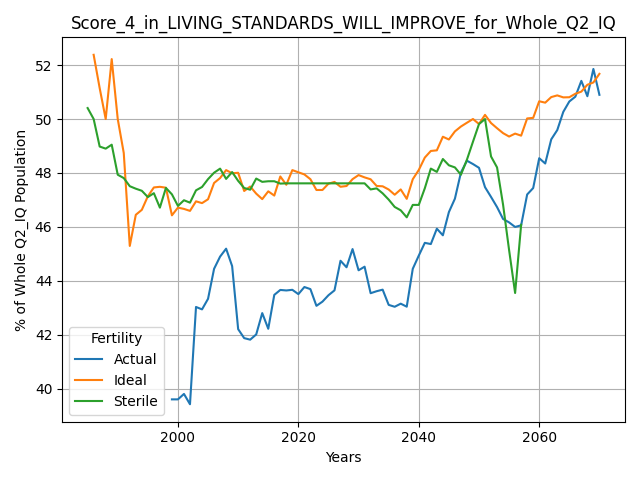 Score_4_in_LIVING_STANDARDS_WILL_IMPROVE_for_Whole_Q2_IQ
% of Whole Q2_IQ Population
52
50
48
46
44
42
40
Fertility
Actual
Ideal
Sterile
2000 2020 2040 2060
Years